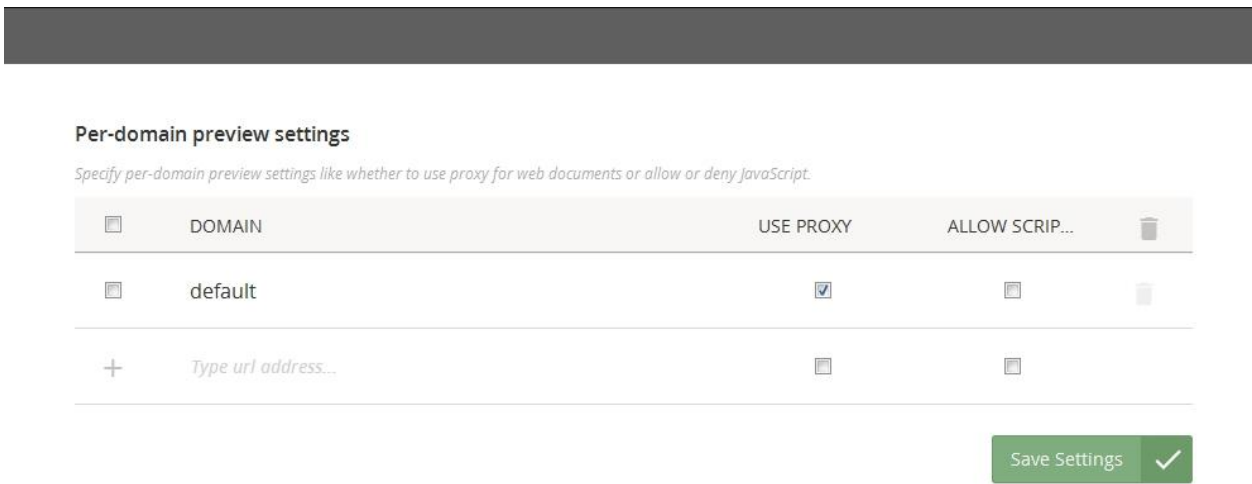 Per-domain preview settings
Specify per-domain preview settings like whether to use proxy for web documents or allow or deny JavaScript.
DOMAIN USE PROXY ALLOW SCRIP...
default
Type url address...
Save Settings